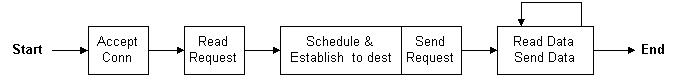 Start
Accept
Conn
Read
Request
Schedule &
Establish to dest
Send
Request
Read Data
Send Data
End